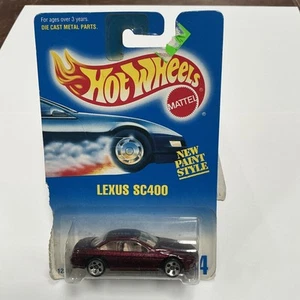 For ages over 3 years.
DIE CAST METAL PARTS.
Hot Wheels
MATTEL
NEW
PAINT
STYLE
LEXUS SC400
4